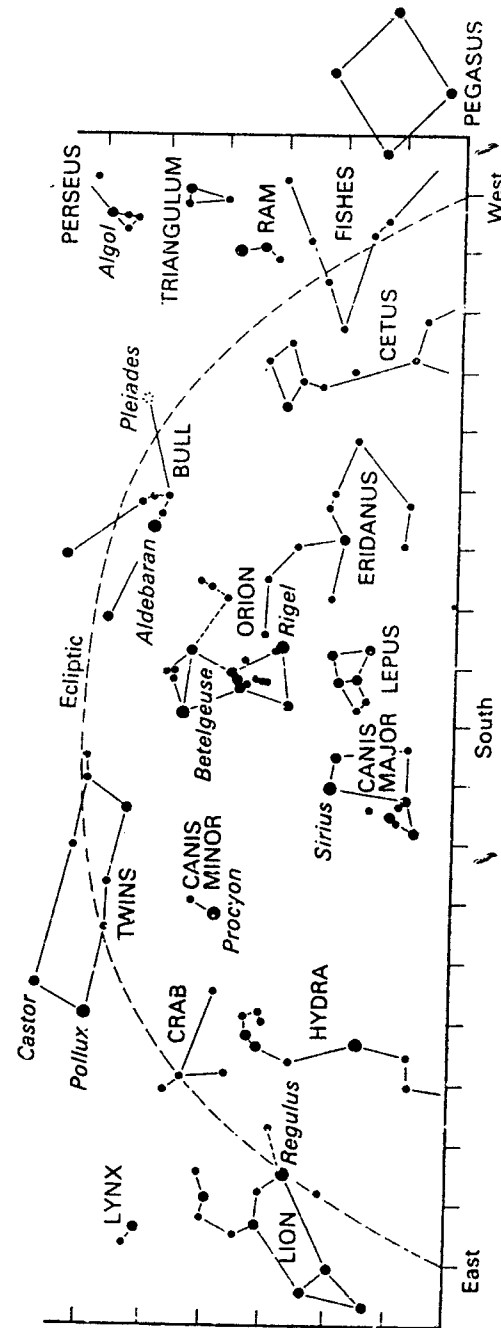 LYNX
LION
Regulus
East
Castor
Pollux
TWINS
CRAB
HYDRA
CANIS
MINOR
Procyon
Ecliptic
Betelgeuse
ORION
Rigel
Sirius
CANIS
MAJOR
LEPUS
South
Aldebaran
BULL
Pleiades
ERIDANUS
CETUS
PERSEUS
Algol
TRIANGULUM
RAM
FISHES
West
PEGASUS